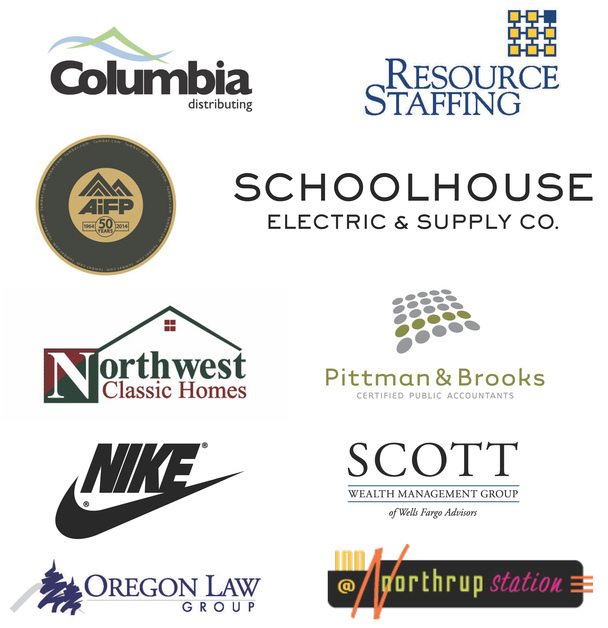 Columbia
distributing
RESOURCE
STAFFING
AiFP
1964 50 YEARS 2014
SCHOOLHOUSE
ELECTRIC & SUPPLY CO.
Northwest
Classic Homes
Pittman & Brooks
CERTIFIED PUBLIC ACCOUNTANTS
NIKE®
®
SCOTT
WEALTH MANAGEMENT GROUP
of Wells Fargo Advisors
OREGON LAW
GROUP
INN
@ Northrup station